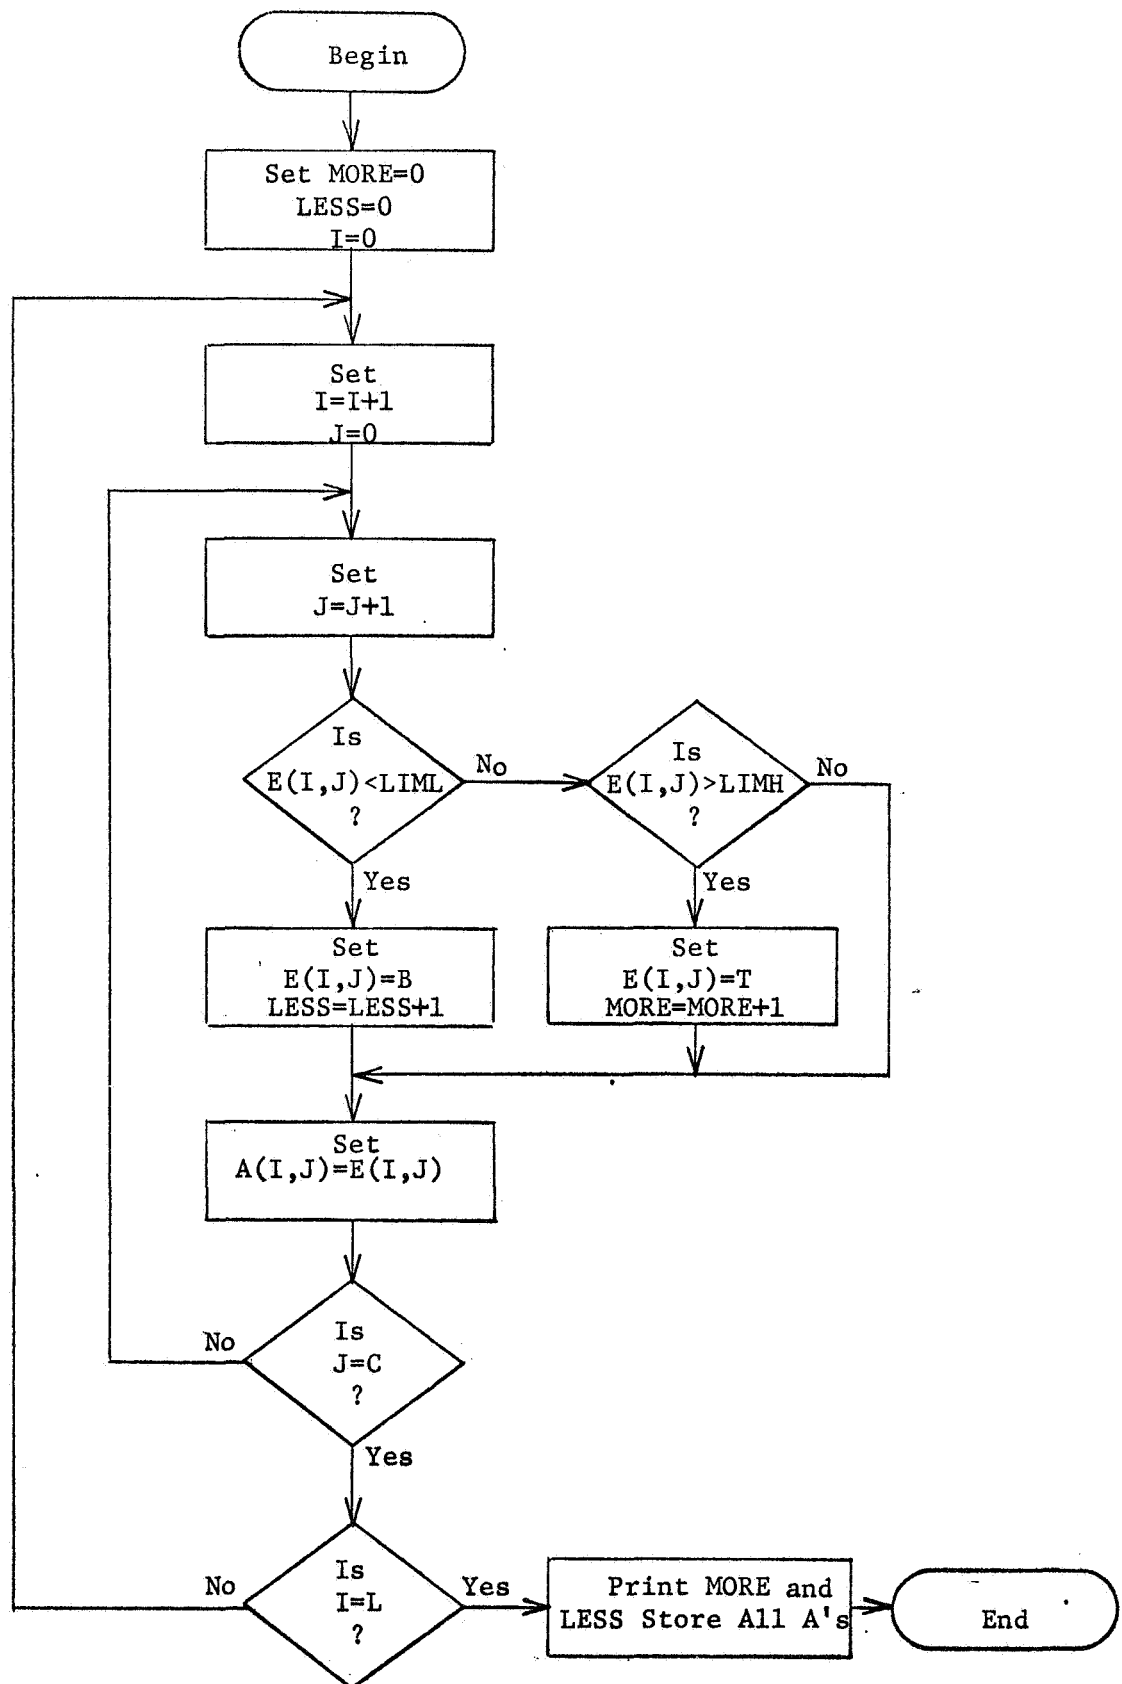 Begin
Set MORE=0
LESS=0
I=0
Set
I=I+1
J=0
Set
J=J+1
Is
E(I,J)<LIML
?
No
Is
E(I,J)>LIMH
?
No
Yes
Yes
Set
E(I,J)=B
LESS=LESS+1
Set
E(I,J)=T
MORE=MORE+1
Set
A(I,J)=E(I,J)
Is
J=C
?
No
Yes
Is
I=L
?
No
Yes
Print MORE and
LESS Store All A's
End